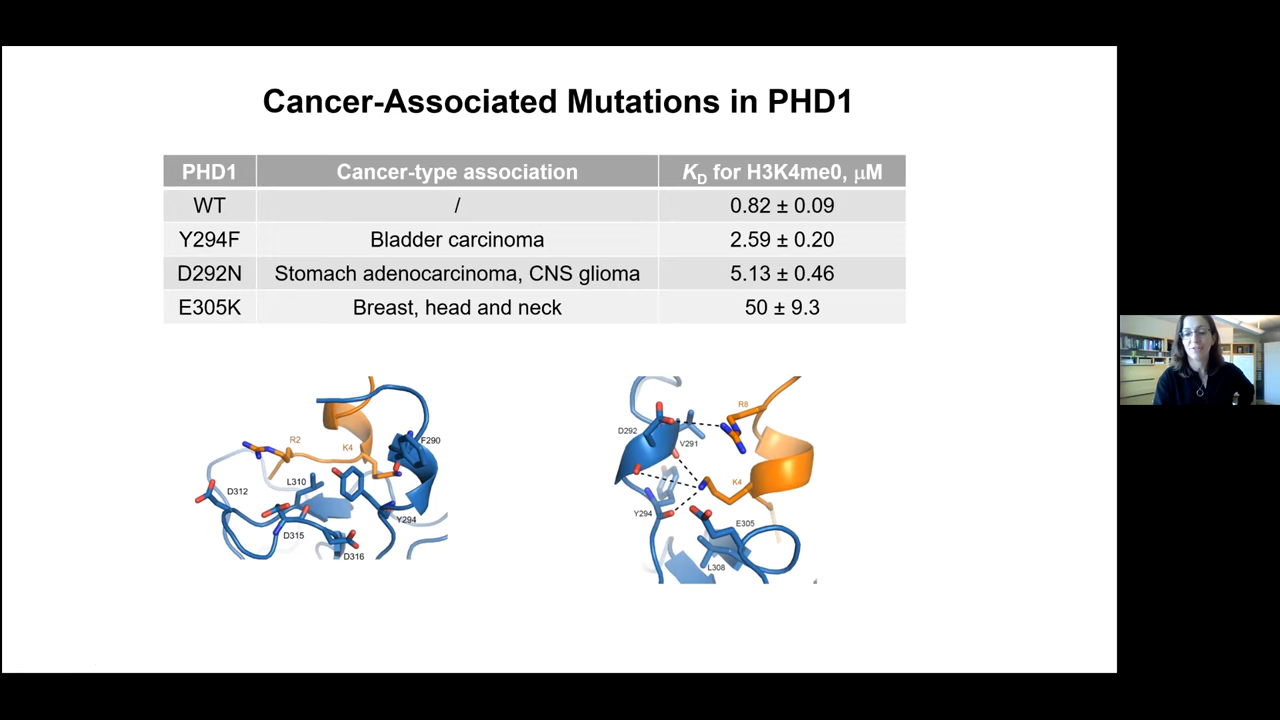 Cancer-Associated Mutations in PHD1
PHD1 Cancer-type association KD for H3K4me0, μM
WT / 0.82 ± 0.09
Y294F Bladder carcinoma 2.59 ± 0.20
D292N Stomach adenocarcinoma, CNS glioma 5.13 ± 0.46
E305K Breast, head and neck 50 ± 9.3
R2
K4
F290
L310
D312
Y294
D315
D316
R8
D292
V291
K4
Y294
E305
L308